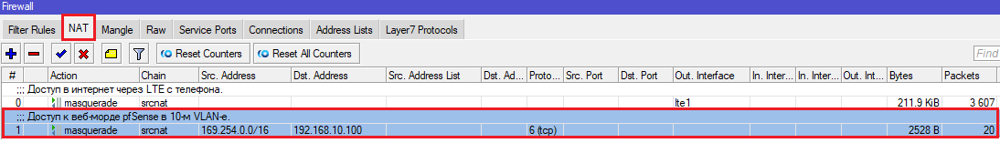 Firewall
Filter Rules NAT Mangle Raw Service Ports Connections Address Lists Layer7 Protocols
Reset Counters Reset All Counters Find
# Action Chain Src. Address Dst. Address Src. Address List Dst. Ad... Proto... Src. Port Dst. Port Out. Interface In. Inter... In. Inter... Out. Int... Bytes Packets
;;; Доступ в интернет через LTE с телефона.
0 masquerade srcnat lte1 211.9 KiB 3 607
;;; Доступ к веб-морде pfSense в 10-м VLAN-е.
1 masquerade srcnat 169.254.0.0/16 192.168.10.100 6 (tcp) 2528 B 20